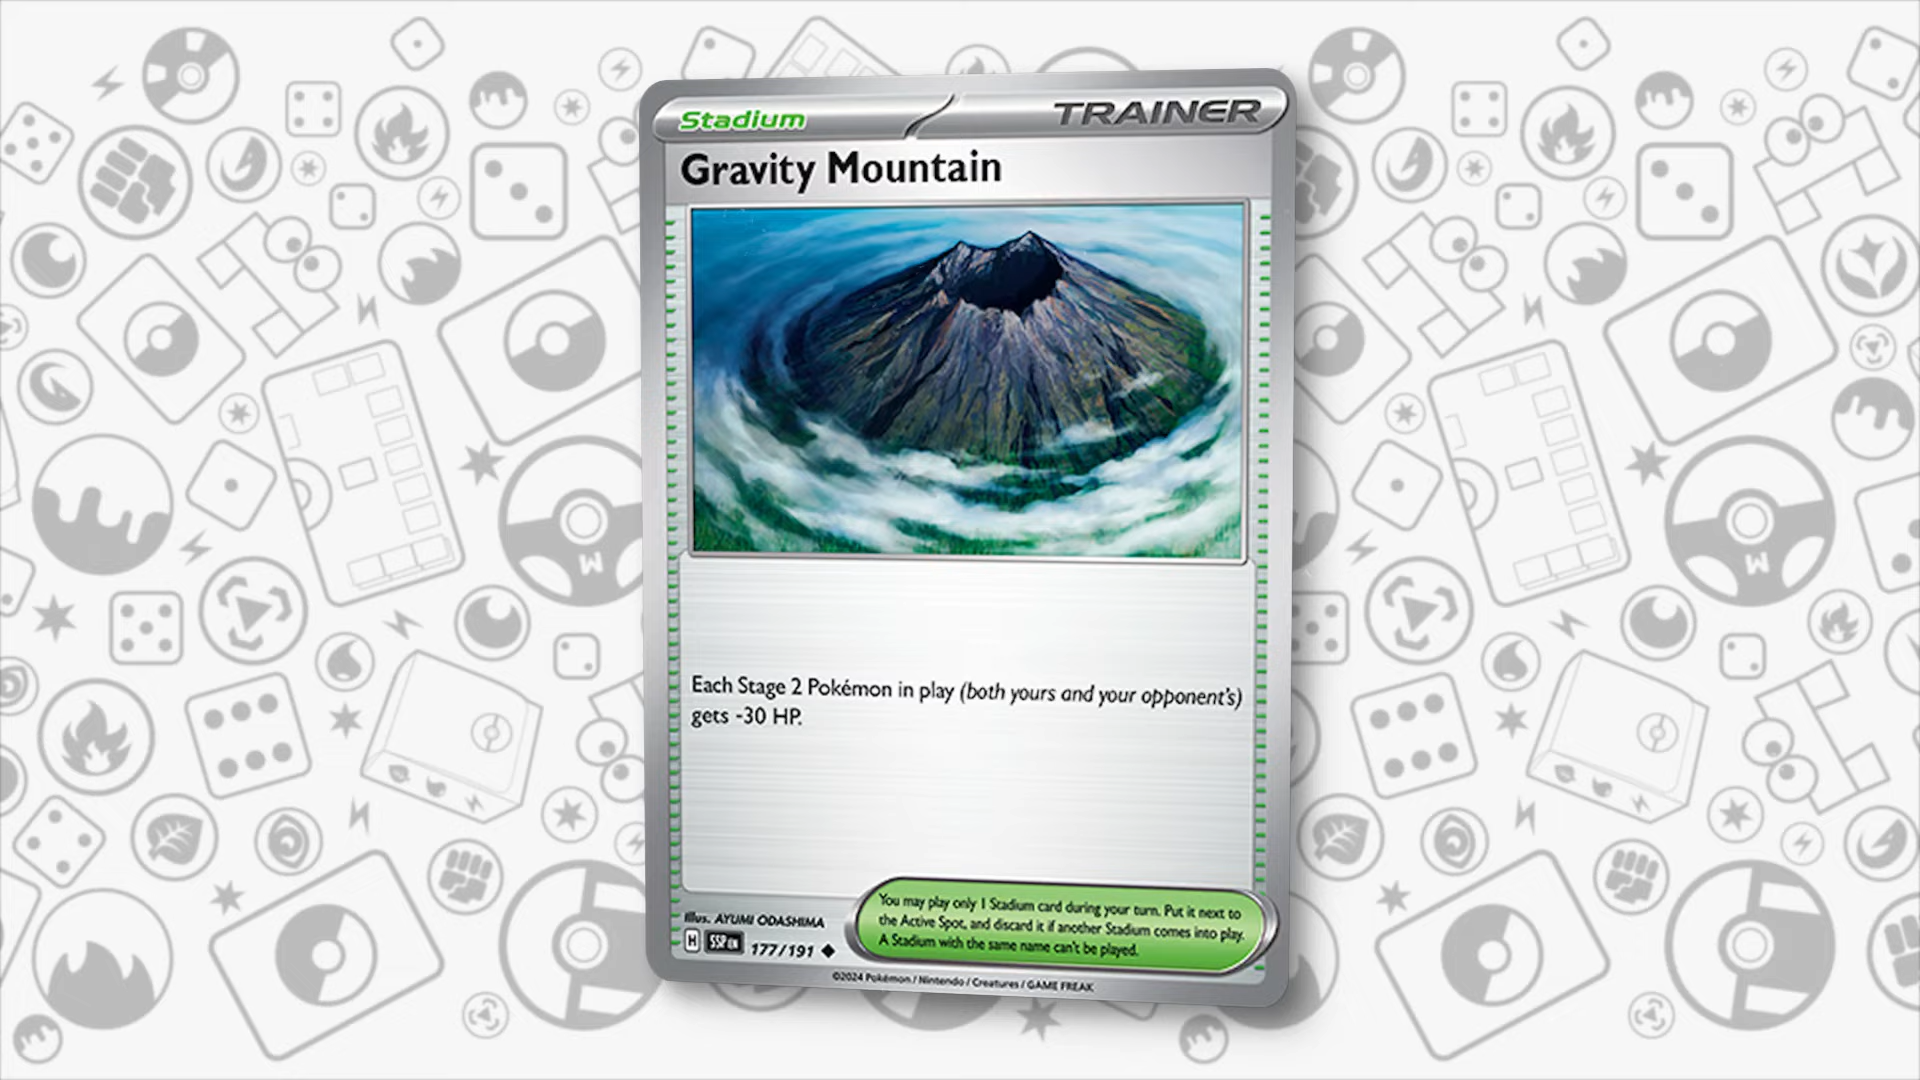 Stadium
TRAINER
Gravity Mountain
Each Stage 2 Pokémon in play (both yours and your opponent's)
gets -30 HP.
You may play only 1 Stadium card during your turn. Put it next to
the Active Spot, and discard it if another Stadium comes into play.
A Stadium with the same name can't be played.
Illus. AYUMI ODASHIMA
H SSP EN 177/191
©2024 Pokémon / Nintendo / Creatures / GAME FREAK